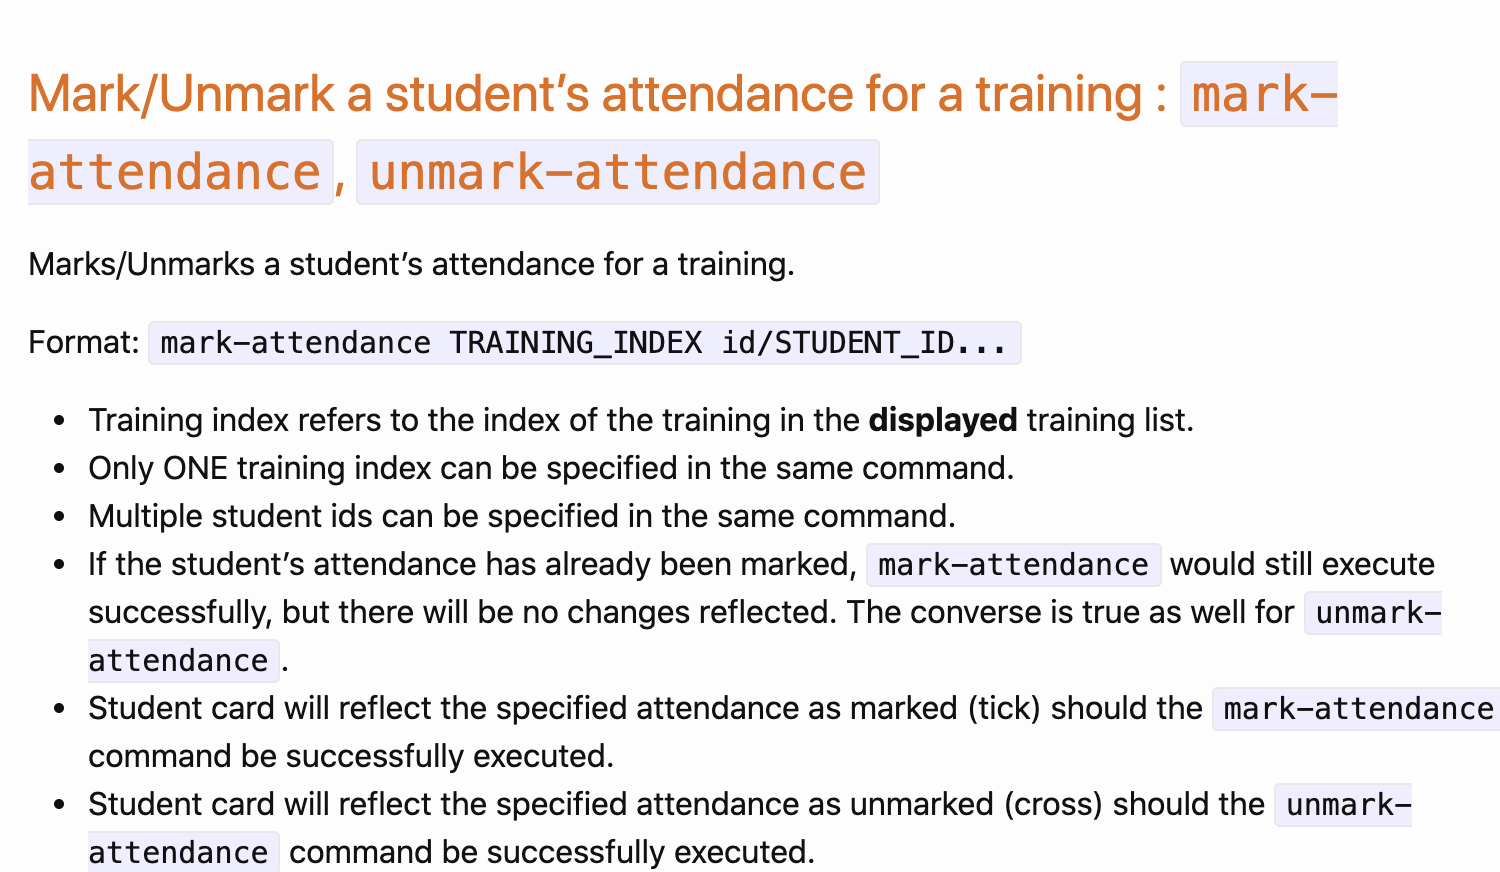 Mark/Unmark a student’s attendance for a training : mark-
attendance, unmark-attendance
Marks/Unmarks a student’s attendance for a training.
Format: mark-attendance TRAINING_INDEX id/STUDENT_ID...
• Training index refers to the index of the training in the displayed training list.
• Only ONE training index can be specified in the same command.
• Multiple student ids can be specified in the same command.
• If the student’s attendance has already been marked, mark-attendance would still execute
successfully, but there will be no changes reflected. The converse is true as well for unmark-
attendance.
• Student card will reflect the specified attendance as marked (tick) should the mark-attendance
command be successfully executed.
• Student card will reflect the specified attendance as unmarked (cross) should the unmark-
attendance command be successfully executed.